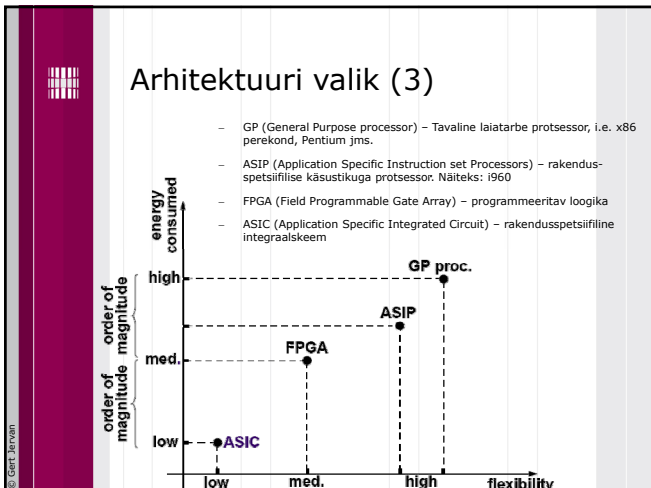 Arhitektuuri valik (3)
– GP (General Purpose processor) – Tavaline laiatarbe protsessor, i.e. x86
perekond, Pentium jms.
– ASIP (Application Specific Instruction set Processors) – rakendus-
spetsiifilise käsustikuga protsessor. Näiteks: i960
– FPGA (Field Programmable Gate Array) – programmeeritav loogika
– ASIC (Application Specific Integrated Circuit) – rakendusspetsiifiline
integraalskeem
energy
consumed
high
med.
low
order of
magnitude
order of
magnitude
GP proc.
ASIP
FPGA
ASIC
low
med.
high
flexibility
© Gert Jervan